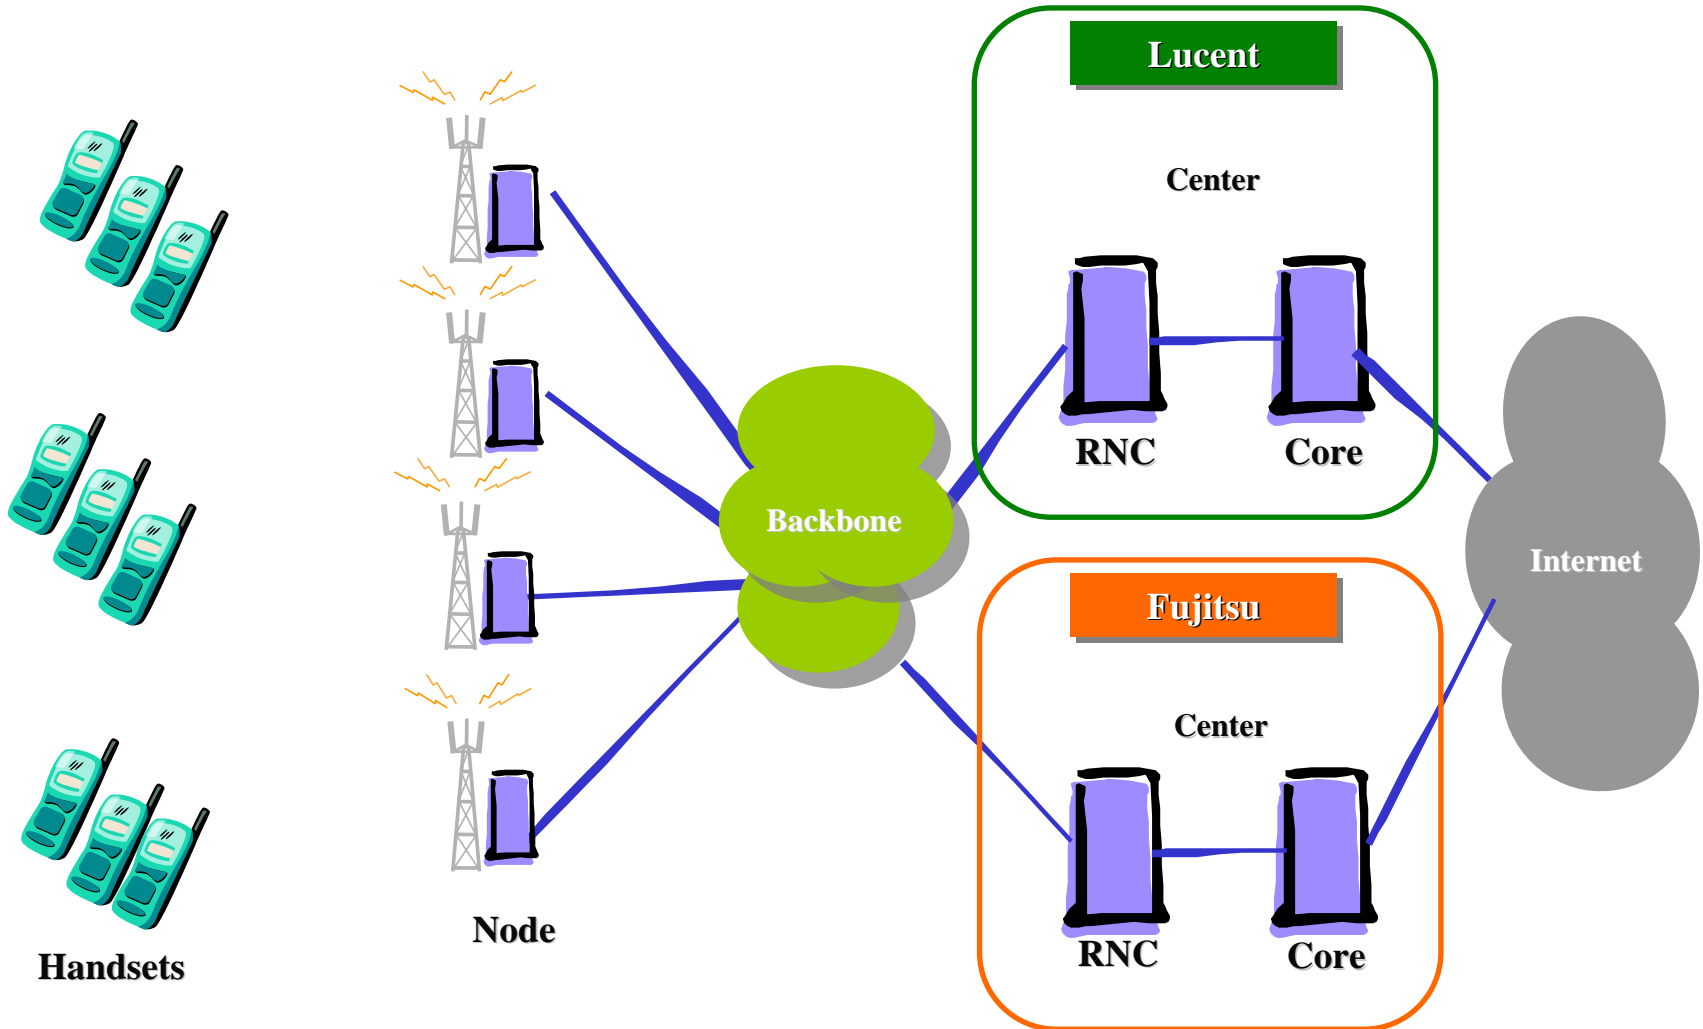 Lucent
Center
RNC
Core
Backbone
Internet
Fujitsu
Center
Node
RNC
Core
Handsets